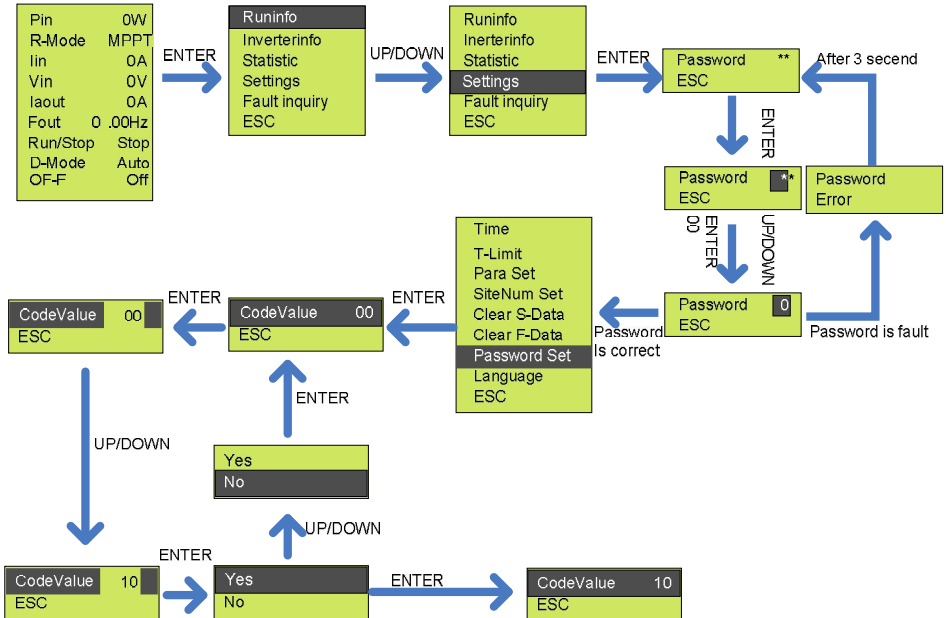 Pin 0W
R-Mode MPPT
Iin 0A
Vin 0V
Iaout 0A
Fout 0 .00Hz
Run/Stop Stop
D-Mode Auto
OF-F Off
ENTER
Runinfo
Inverterinfo
Statistic
Settings
Fault inquiry
ESC
UP/DOWN
Runinfo
Inerterinfo
Statistic
Settings
Fault inquiry
ESC
ENTER
Password **
ESC
After 3 secend
ENTER
Password **
ESC
Password
Error
UP/DOWN
ENTER
00
Password 0
ESC
Password is fault
Password
Is correct
Time
T-Limit
Para Set
SiteNum Set
Clear S-Data
Clear F-Data
Password Set
Language
ESC
ENTER
CodeValue 00
ESC
ENTER
CodeValue 00
ESC
UP/DOWN
CodeValue 10
ESC
ENTER
Yes
No
UP/DOWN
Yes
No
ENTER
ENTER
CodeValue 10
ESC